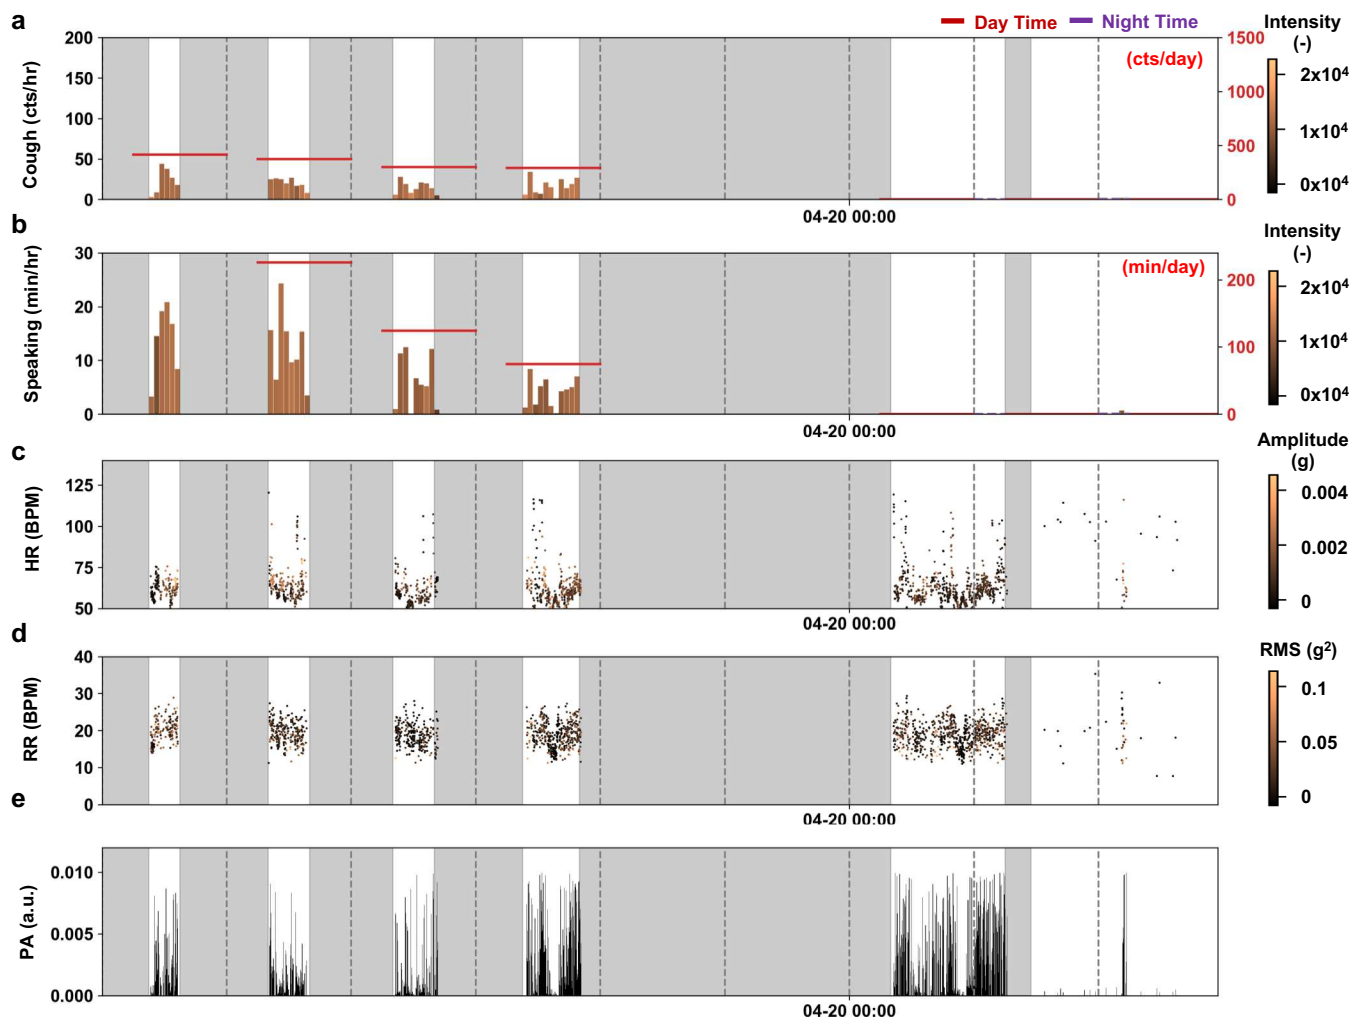 a
Day Time
Night Time
Intensity
(-)
200
150
100
50
0
Cough (cts/hr)
(cts/day)
1500
1000
500
0
2x10⁴
1x10⁴
0x10⁴
04-20 00:00
b
30
20
10
0
Speaking (min/hr)
(min/day)
200
100
0
Intensity
(-)
2x10⁴
1x10⁴
0x10⁴
04-20 00:00
c
125
100
75
50
HR (BPM)
Amplitude
(g)
0.004
0.002
0
04-20 00:00
d
40
30
20
10
0
RR (BPM)
RMS (g²)
0.1
0.05
0
04-20 00:00
e
0.010
0.005
0.000
PA (a.u.)
04-20 00:00